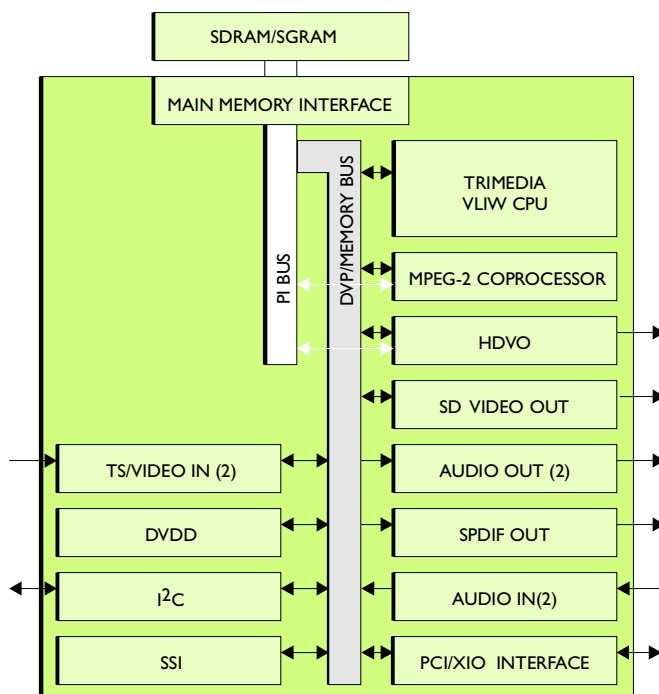 SDRAM/SGRAM
MAIN MEMORY INTERFACE
PI BUS
DVP/MEMORY BUS
TRIMEDIA
VLIW CPU
MPEG-2 COPROCESSOR
HDVO
SD VIDEO OUT
TS/VIDEO IN (2)
AUDIO OUT (2)
DVDD
SPDIF OUT
I²C
AUDIO IN(2)
SSI
PCI/XIO INTERFACE